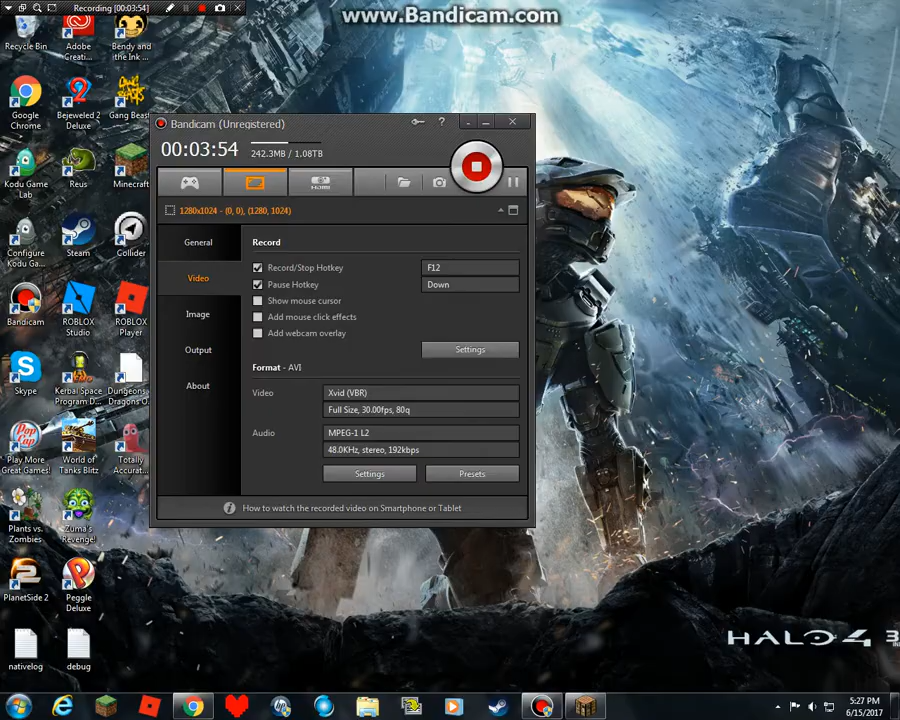 Recording [00:03:54]
www.Bandicam.com
Recycle Bin
Adobe Creati...
Bendy and the Ink ...
Google Chrome
Bejeweled 2 Deluxe
Gang Beast
Kodu Game Lab
Reus
Minecraft
Configure Kodu Ga...
Steam
Collider
Bandicam
ROBLOX Studio
ROBLOX Player
Skype
Kerbal Space Program D...
Dungeons Dragons O...
Play More Great Games!
World of Tanks Blitz
Totally Accurat...
Plants vs. Zombies
Zuma's Revenge!
PlanetSide 2
Peggle Deluxe
nativelog
debug
Bandicam (Unregistered)
00:03:54
242.3MB / 1.08TB
HDMI
1280x1024 - (0, 0), (1280, 1024)
General
Video
Image
Output
About
Record
Record/Stop Hotkey
F12
Pause Hotkey
Down
Show mouse cursor
Add mouse click effects
Add webcam overlay
Settings
Format - AVI
Video
Xvid (VBR)
Full Size, 30.00fps, 80q
Audio
MPEG-1 L2
48.0KHz, stereo, 192kbps
Settings
Presets
How to watch the recorded video on Smartphone or Tablet
HALO 4
5:27 PM
6/15/2017